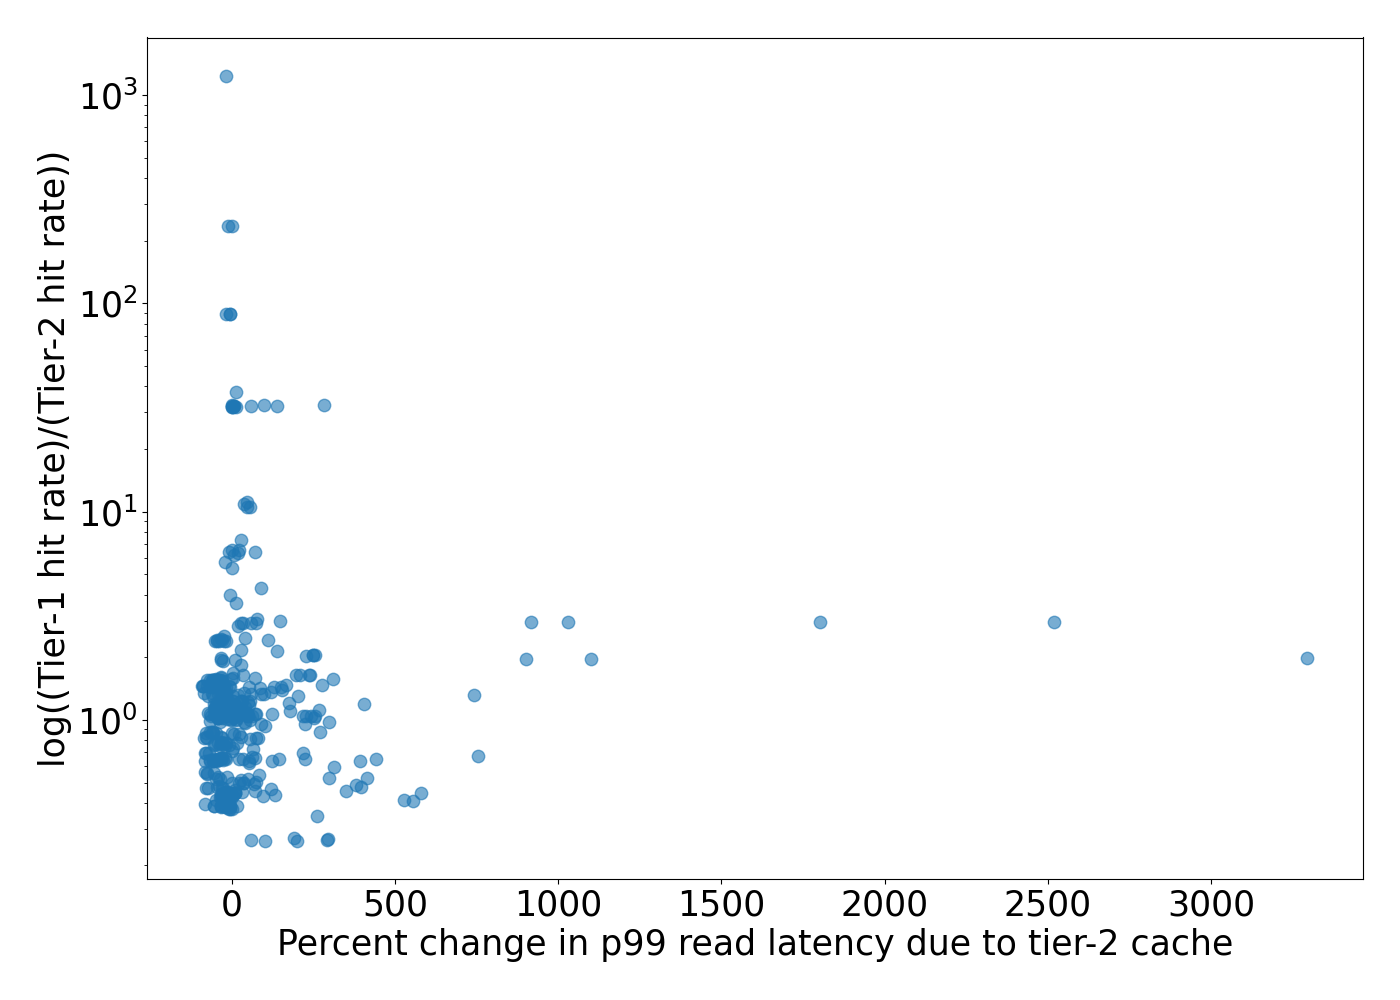 log((Tier-1 hit rate)/(Tier-2 hit rate))
10³
10²
10¹
10⁰
0 500 1000 1500 2000 2500 3000
Percent change in p99 read latency due to tier-2 cache